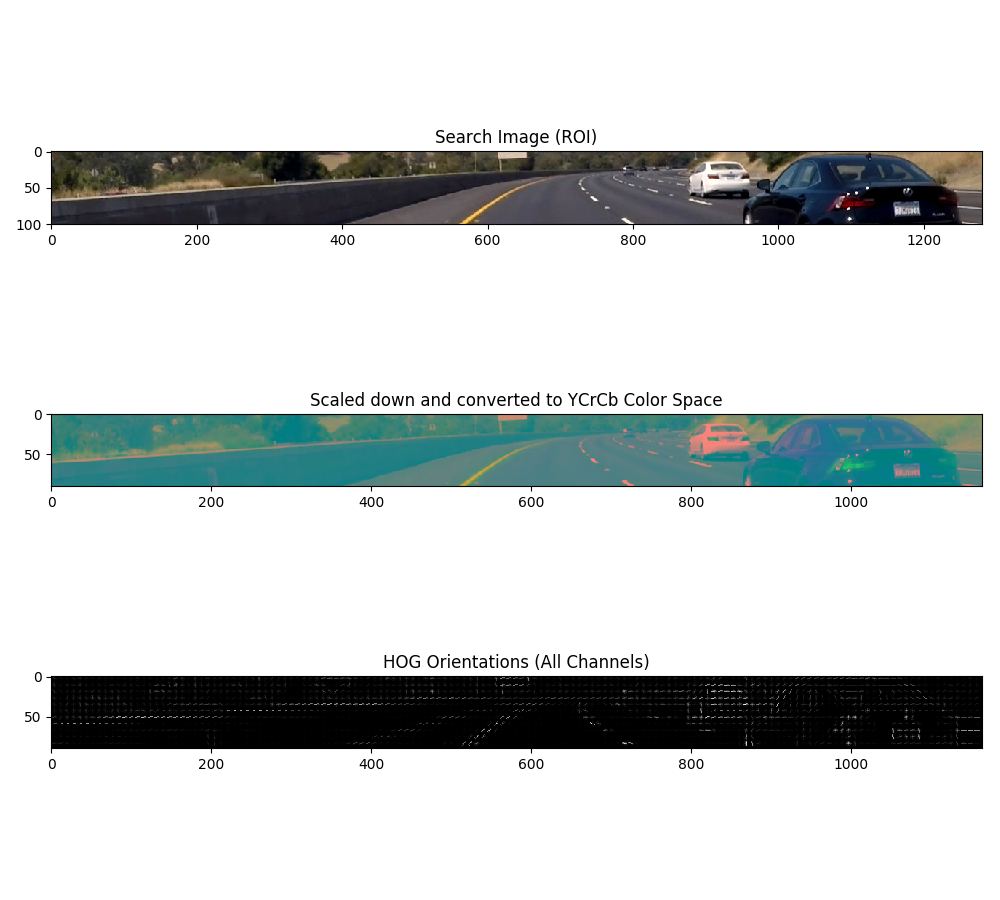 Search Image (ROI)
0
50
100
0 200 400 600 800 1000 1200
Scaled down and converted to YCrCb Color Space
0
50
0 200 400 600 800 1000
HOG Orientations (All Channels)
0
50
0 200 400 600 800 1000